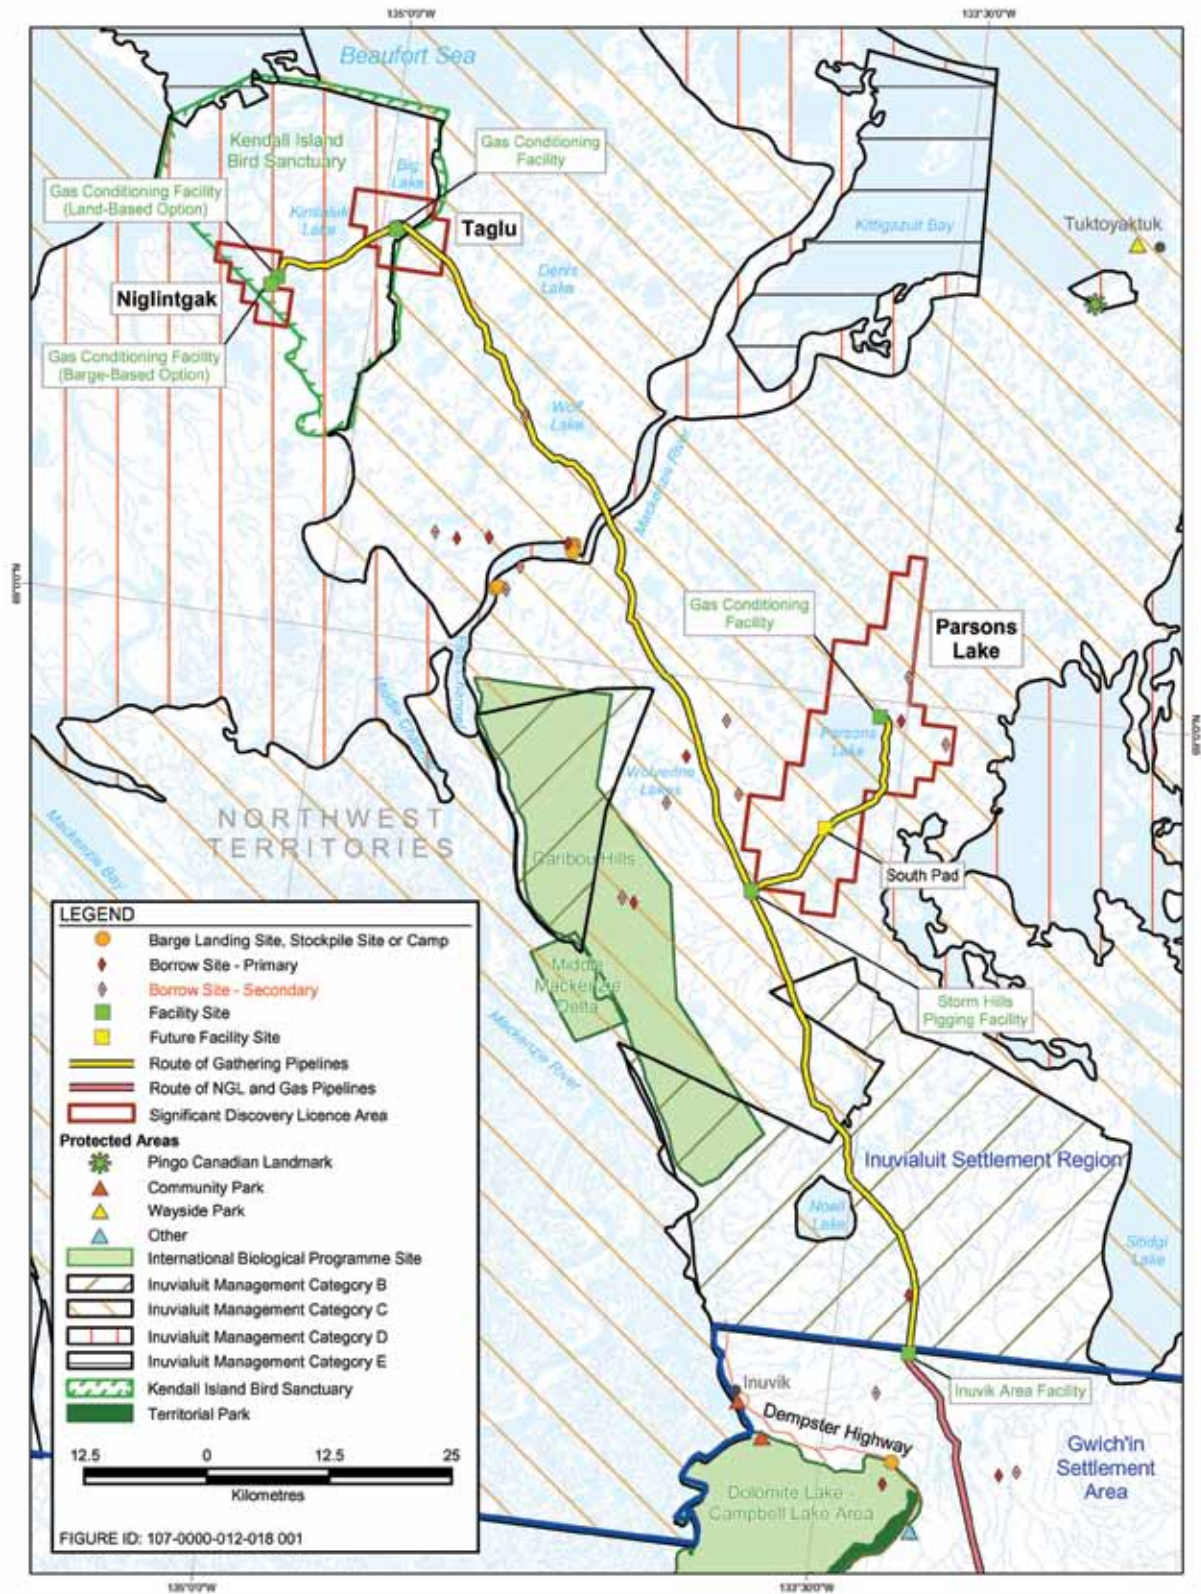 135°0'0"W
133°30'0"W
Beaufort Sea
Kendall Island
Bird Sanctuary
Gas Conditioning
Facility
Big
Lake
Gas Conditioning Facility
(Land-Based Option)
Kimialuk
Lake
Taglu
Kittigazuit Bay
Tuktoyaktuk
Denis
Lake
Niglintgak
Gas Conditioning Facility
(Barge-Based Option)
Wolf
Lake
Mackenzie River
69°0'0"N
Gas Conditioning
Facility
Parsons
Lake
Middle Channel
Parsons
Lake
69°0'0"N
Wolverine
Lakes
NORTHWEST
TERRITORIES
Mackenzie Bay
Caribou Hills
South Pad
Middle
Mackenzie
Delta
Mackenzie River
Storm Hills
Pigging Facility
Inuvialuit Settlement Region
Noell
Lake
Sitidgi
Lake
Inuvik
Inuvik Area Facility
Dempster Highway
Gwich'in
Settlement
Area
Dolomite Lake -
Campbell Lake Area
LEGEND
Barge Landing Site, Stockpile Site or Camp
Borrow Site - Primary
Borrow Site - Secondary
Facility Site
Future Facility Site
Route of Gathering Pipelines
Route of NGL and Gas Pipelines
Significant Discovery Licence Area
Protected Areas
Pingo Canadian Landmark
Community Park
Wayside Park
Other
International Biological Programme Site
Inuvialuit Management Category B
Inuvialuit Management Category C
Inuvialuit Management Category D
Inuvialuit Management Category E
Kendall Island Bird Sanctuary
Territorial Park
12.5 0 12.5 25
Kilometres
FIGURE ID: 107-0000-012-018 001
135°0'0"W
133°30'0"W